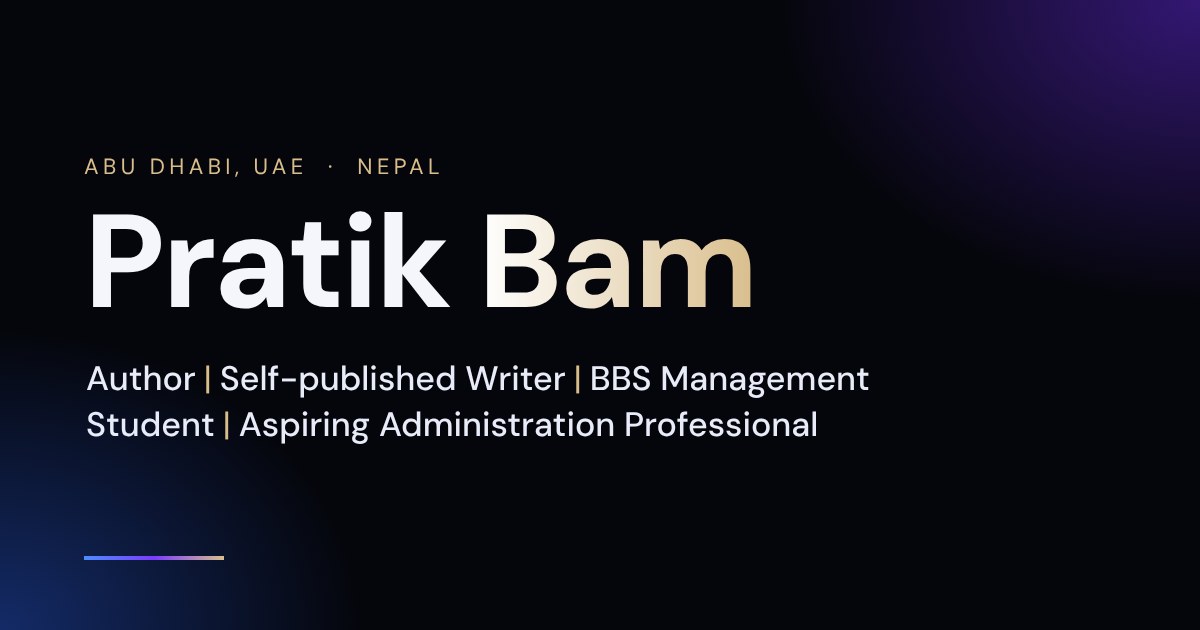 ABU DHABI, UAE · NEPAL
Pratik Bam
Author | Self-published Writer | BBS Management
Student | Aspiring Administration Professional